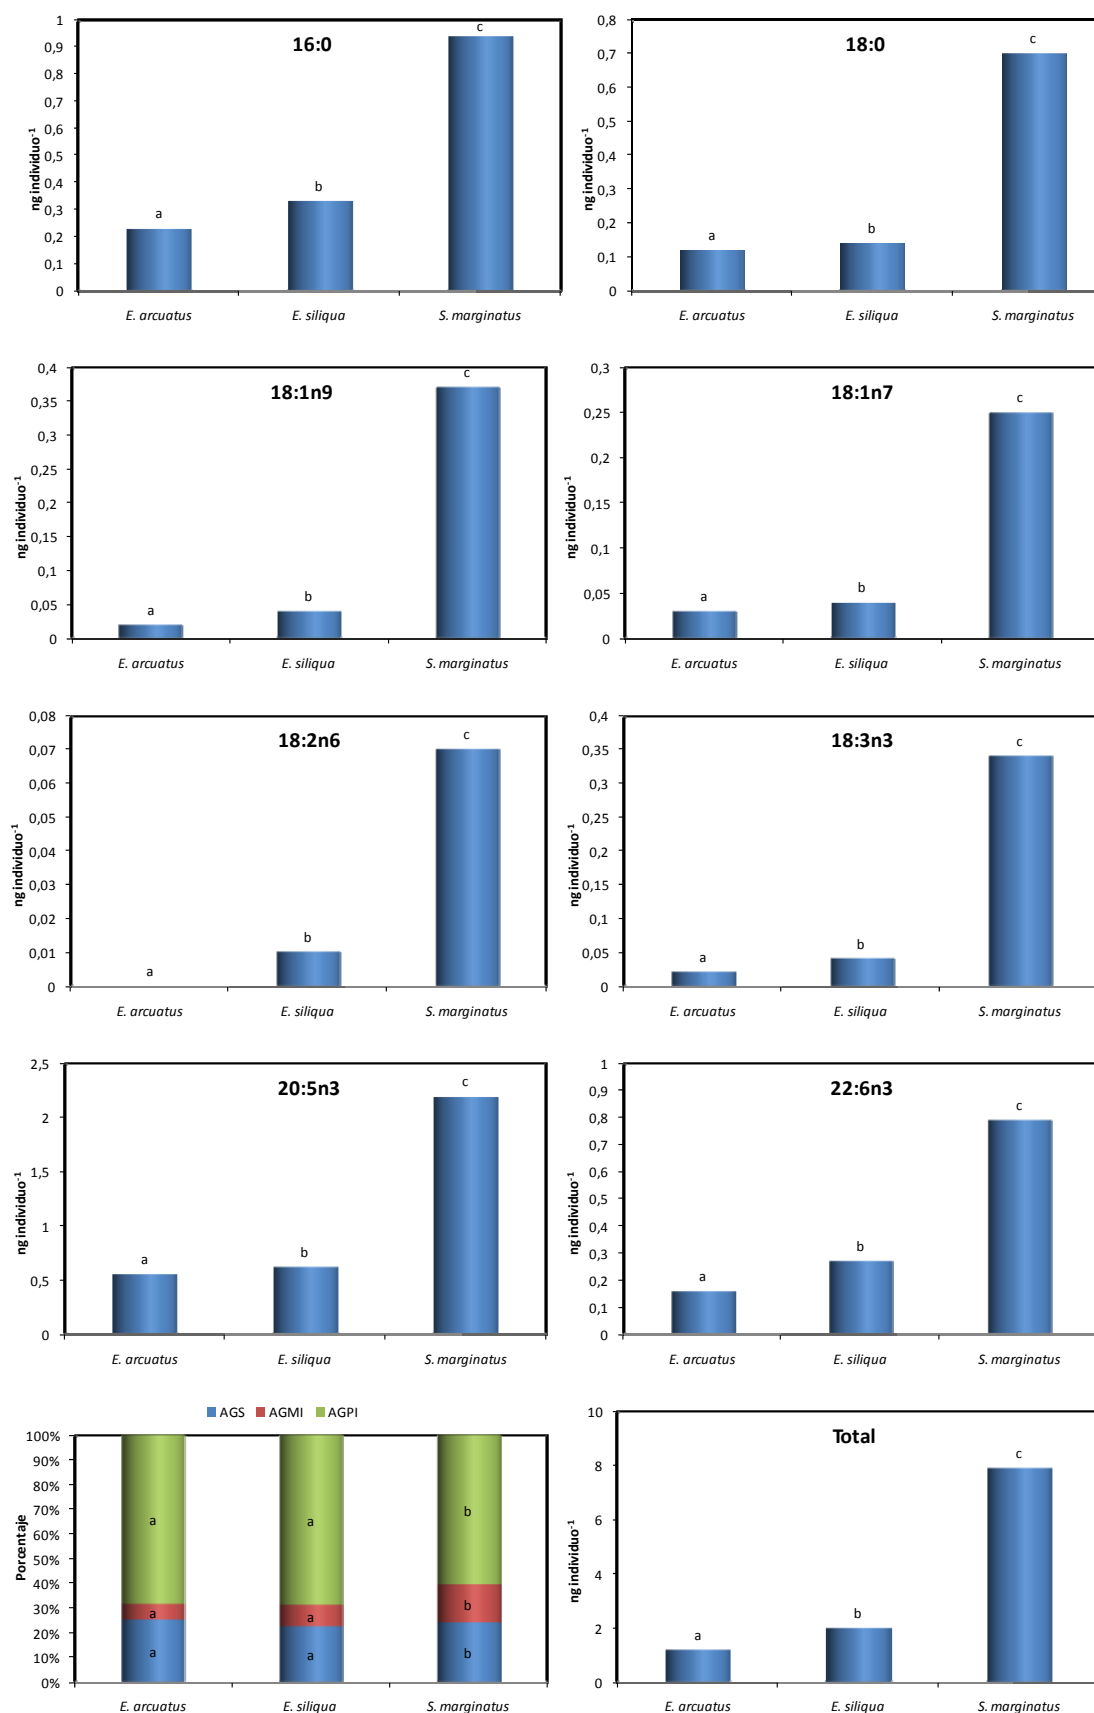 16:0
ng individuo-1
1
0,9
0,8
0,7
0,6
0,5
0,4
0,3
0,2
0,1
0
a
b
c
E. arcuatus E. siliqua S. marginatus
18:0
ng individuo-1
0,8
0,7
0,6
0,5
0,4
0,3
0,2
0,1
0
a
b
c
E. arcuatus E. siliqua S. marginatus
18:1n9
ng individuo-1
0,4
0,35
0,3
0,25
0,2
0,15
0,1
0,05
0
a
b
c
E. arcuatus E. siliqua S. marginatus
18:1n7
ng individuo-1
0,3
0,25
0,2
0,15
0,1
0,05
0
a
b
c
E. arcuatus E. siliqua S. marginatus
18:2n6
ng individuo-1
0,08
0,07
0,06
0,05
0,04
0,03
0,02
0,01
0
a
b
c
E. arcuatus E. siliqua S. marginatus
18:3n3
ng individuo-1
0,4
0,35
0,3
0,25
0,2
0,15
0,1
0,05
0
a
b
c
E. arcuatus E. siliqua S. marginatus
20:5n3
ng individuo-1
2,5
2
1,5
1
0,5
0
a
b
c
E. arcuatus E. siliqua S. marginatus
22:6n3
ng individuo-1
1
0,9
0,8
0,7
0,6
0,5
0,4
0,3
0,2
0,1
0
a
b
c
E. arcuatus E. siliqua S. marginatus
AGS AGMI AGPI
Porcentaje
100%
90%
80%
70%
60%
50%
40%
30%
20%
10%
0%
a a b
a a b
a a b
E. arcuatus E. siliqua S. marginatus
Total
ng individuo-1
10
8
6
4
2
0
a
b
c
E. arcuatus E. siliqua S. marginatus